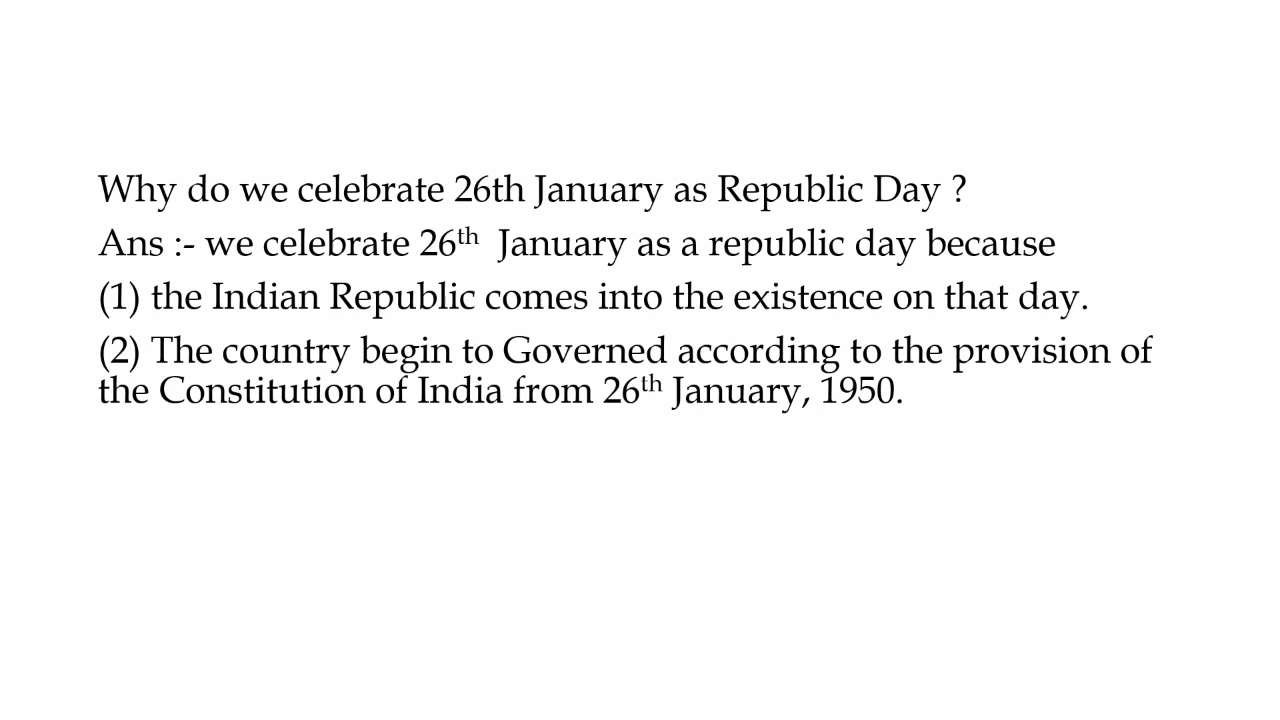 Why do we celebrate 26th January as Republic Day ?
Ans :- we celebrate 26th January as a republic day because
(1) the Indian Republic comes into the existence on that day.
(2) The country begin to Governed according to the provision of
the Constitution of India from 26th January, 1950.